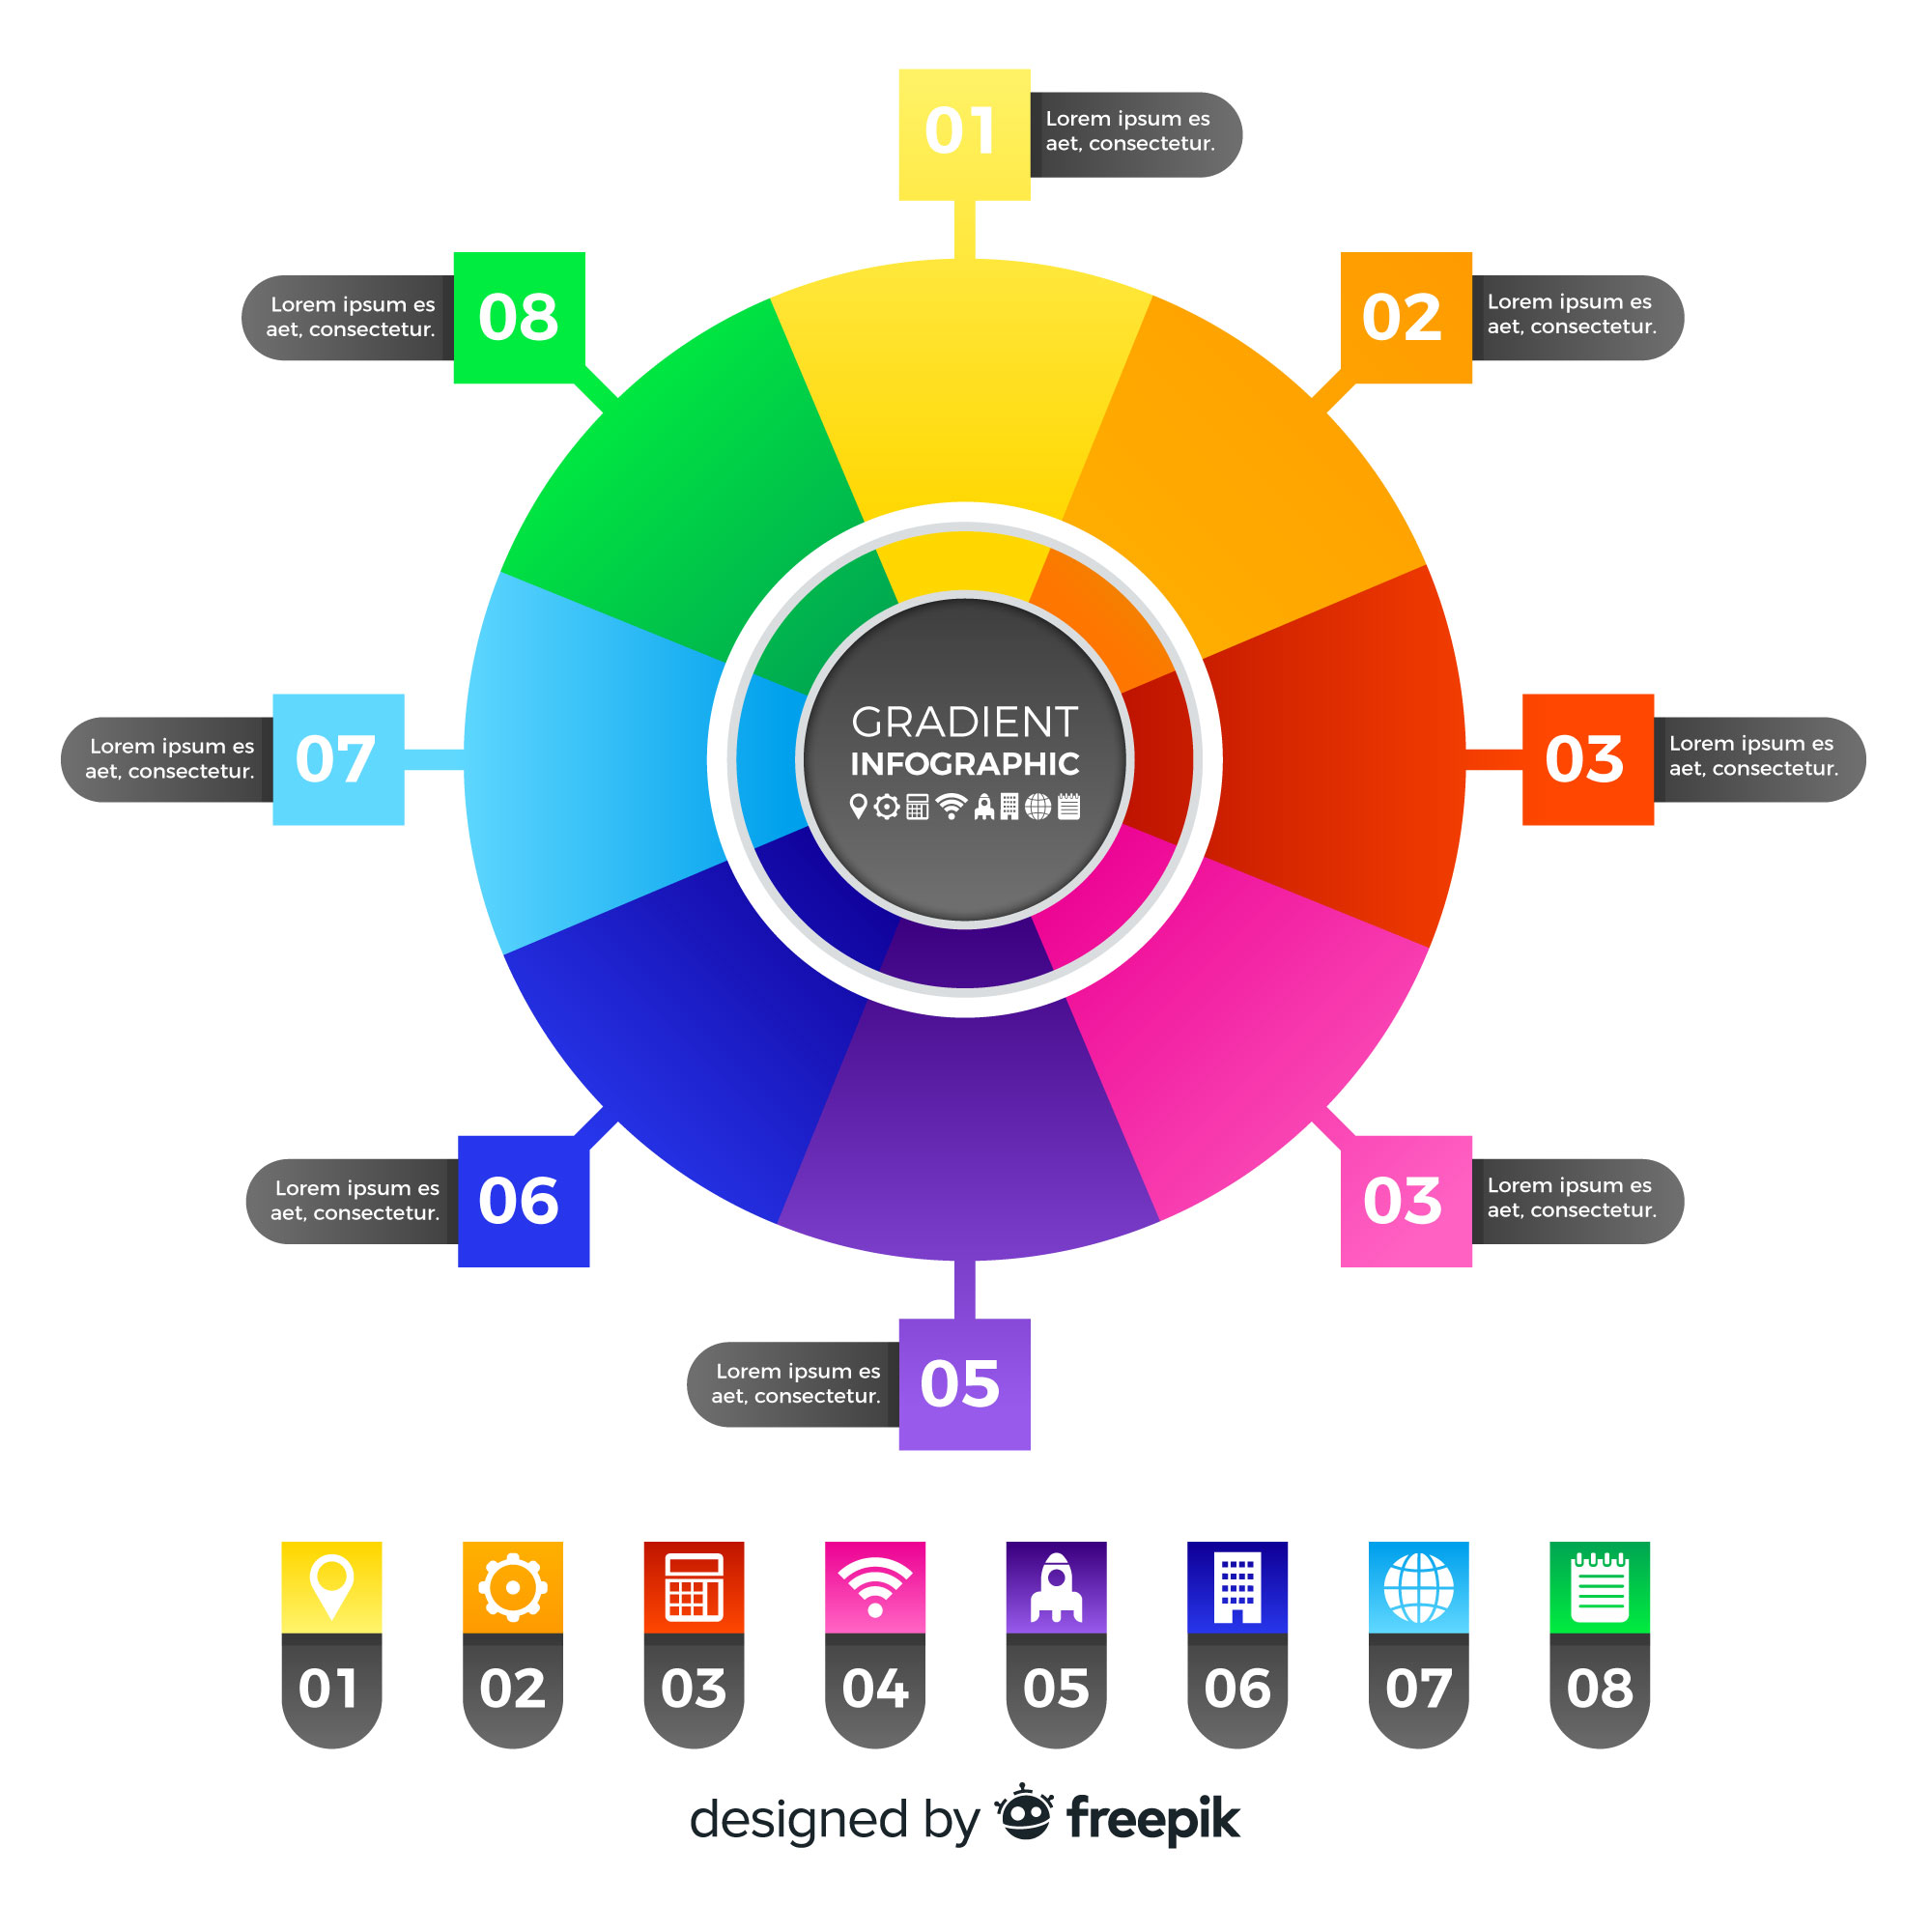 01
Lorem ipsum es
aet, consectetur.
08
Lorem ipsum es
aet, consectetur.
02
Lorem ipsum es
aet, consectetur.
GRADIENT
INFOGRAPHIC
07
Lorem ipsum es
aet, consectetur.
03
Lorem ipsum es
aet, consectetur.
06
Lorem ipsum es
aet, consectetur.
03
Lorem ipsum es
aet, consectetur.
05
Lorem ipsum es
aet, consectetur.
01 02 03 04 05 06 07 08
designed by freepik